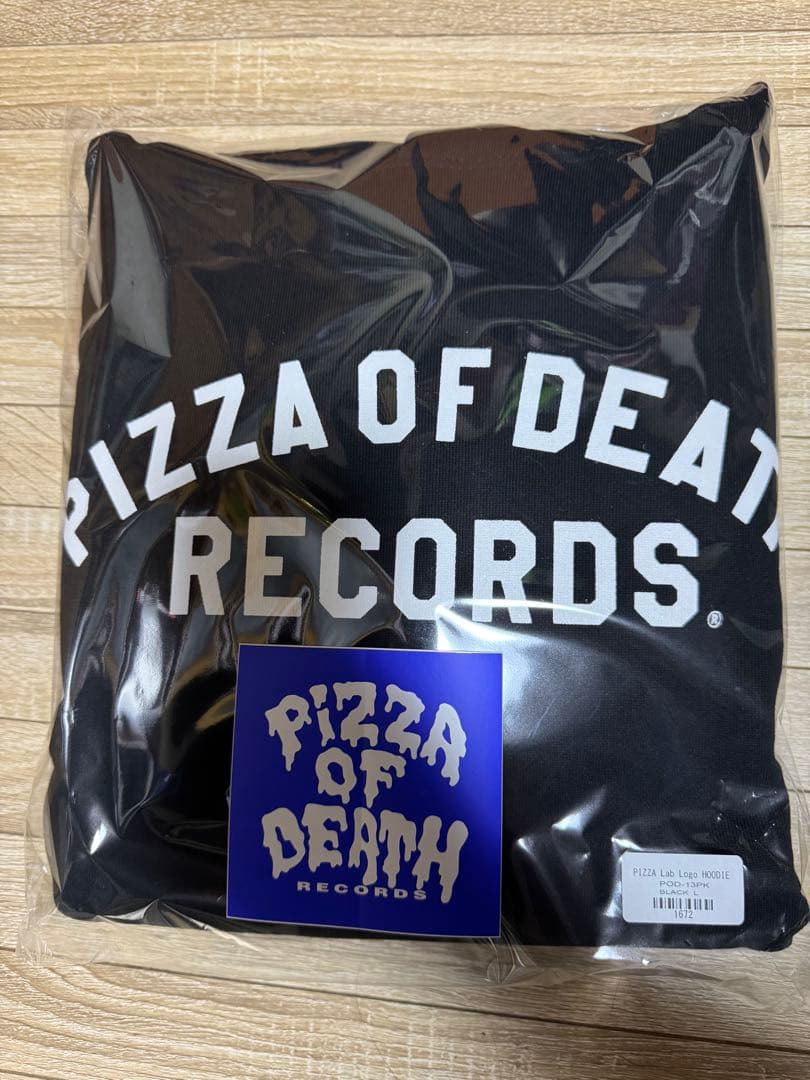 PIZZA OF DEATH
RECORDS®
PiZZA
OF
DEATH
RECORDS
PIZZA Lab Logo HOODIE
POD-13PK
BLACK L
1672